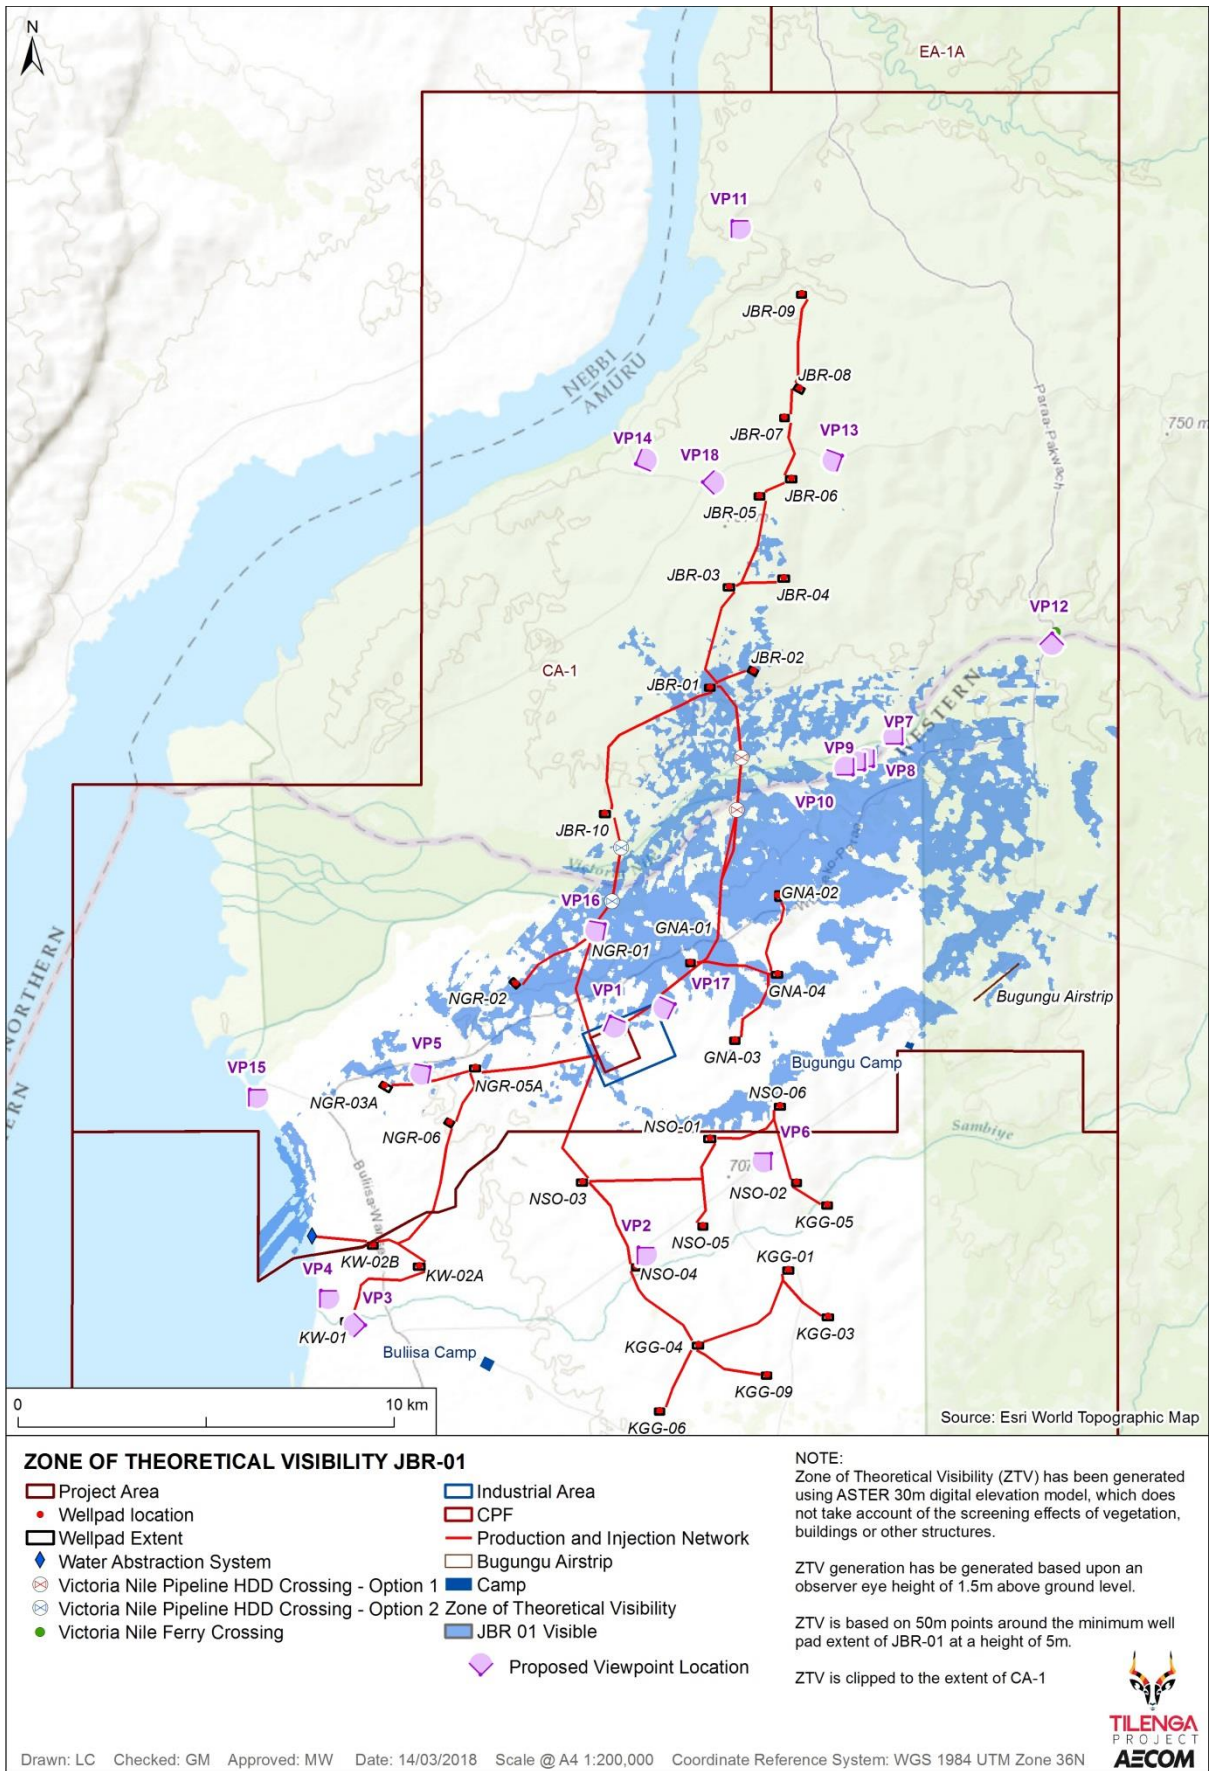 N
EA-1A
VP11
JBR-09
NEBBI
AMURU
JBR-08
Paraa-Pakwach
750 m
JBR-07
VP13
VP14
VP18
JBR-06
JBR-05
JBR-03
JBR-04
VP12
CA-1
JBR-02
JBR-01
WESTERN
VP7
VP9
VP8
VP10
JBR-10
VP16
GNA-02
GNA-01
NGR-01
NORTHERN
VP17
NGR-02
VP1
GNA-04
Bugungu Airstrip
VP5
GNA-03
Bugungu Camp
VP15
NGR-05A
NGR-03A
NSO-06
NGR-06
NSO-01
Sambiye
VP6
NSO-03
NSO-02
KGG-05
VP2
NSO-05
KW-02B
KGG-01
KW-02A
NSO-04
VP4
VP3
KW-01
KGG-03
KGG-04
Buliisa Camp
KGG-09
KGG-06
0 10 km
Source: Esri World Topographic Map
ZONE OF THEORETICAL VISIBILITY JBR-01
Project Area
Wellpad location
Wellpad Extent
Water Abstraction System
Victoria Nile Pipeline HDD Crossing - Option 1
Victoria Nile Pipeline HDD Crossing - Option 2
Victoria Nile Ferry Crossing
Industrial Area
CPF
Production and Injection Network
Bugungu Airstrip
Camp
Zone of Theoretical Visibility
JBR 01 Visible
Proposed Viewpoint Location
NOTE:
Zone of Theoretical Visibility (ZTV) has been generated
using ASTER 30m digital elevation model, which does
not take account of the screening effects of vegetation,
buildings or other structures.
ZTV generation has be generated based upon an
observer eye height of 1.5m above ground level.
ZTV is based on 50m points around the minimum well
pad extent of JBR-01 at a height of 5m.
ZTV is clipped to the extent of CA-1
TILENGA
PROJECT
AECOM
Drawn: LC Checked: GM Approved: MW Date: 14/03/2018 Scale @ A4 1:200,000 Coordinate Reference System: WGS 1984 UTM Zone 36N